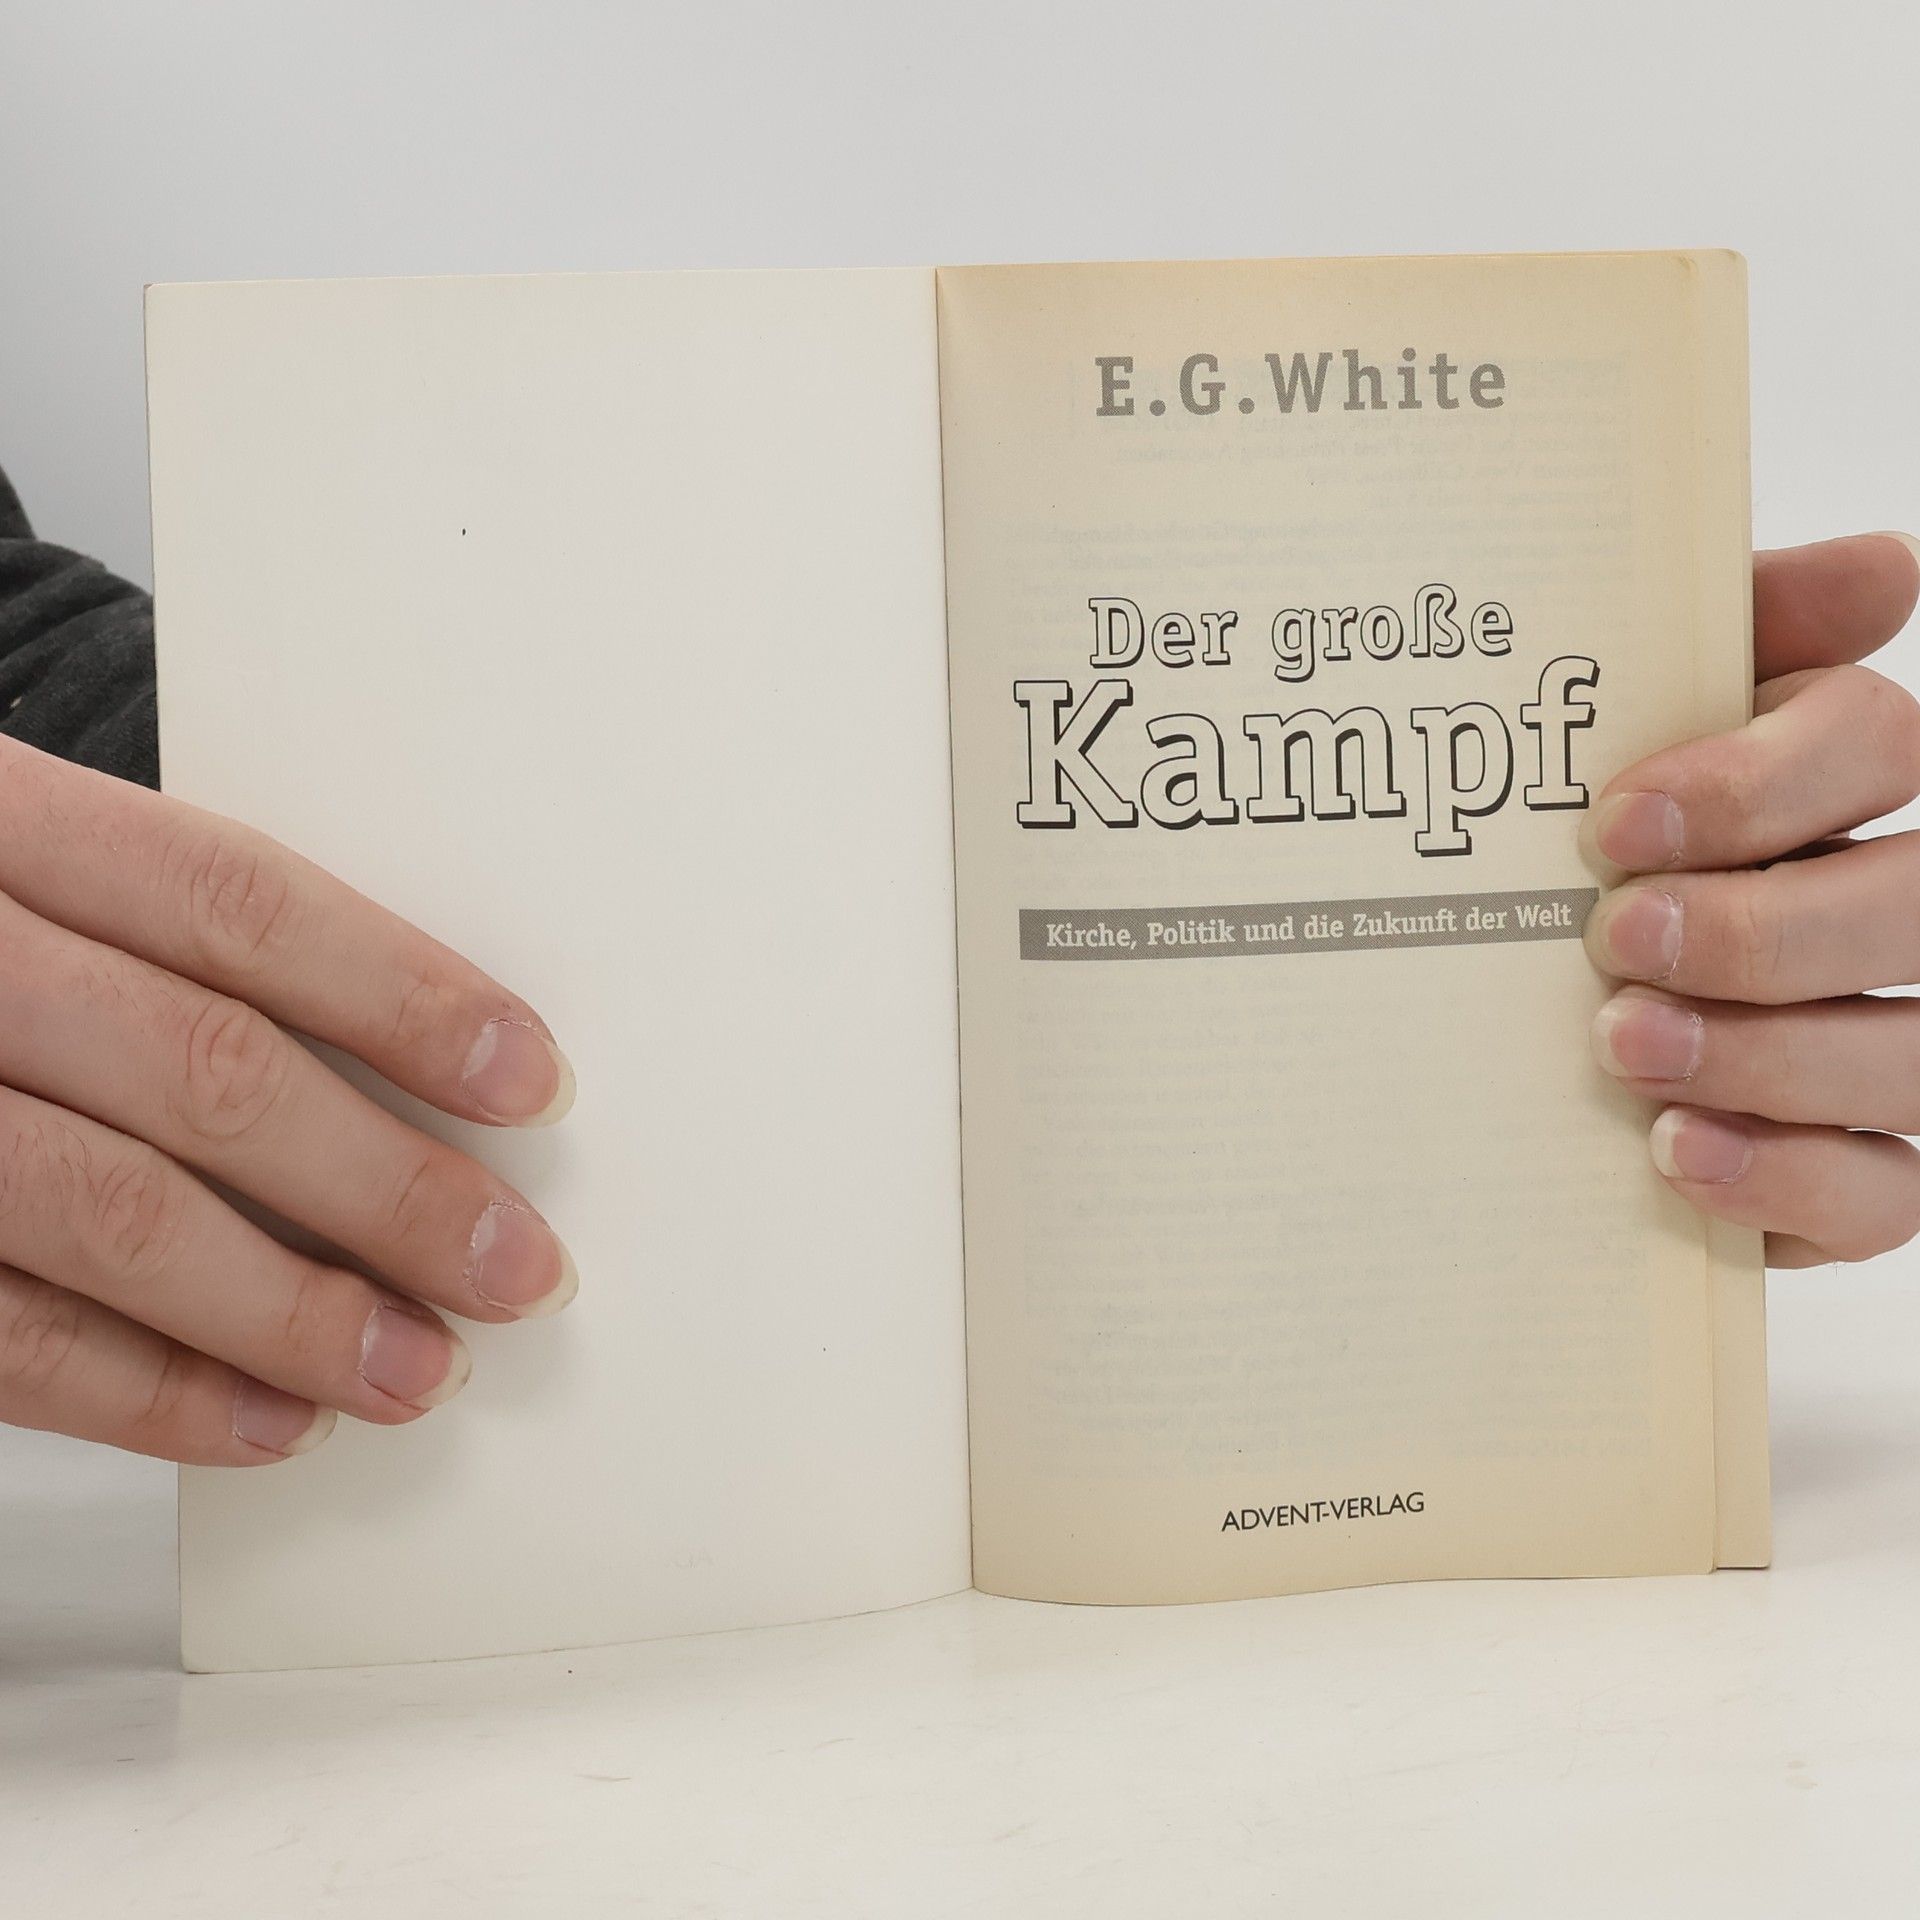 E.G.White
Der große
Kampf
Kirche, Politik und die Zukunft der Welt
ADVENT-VERLAG